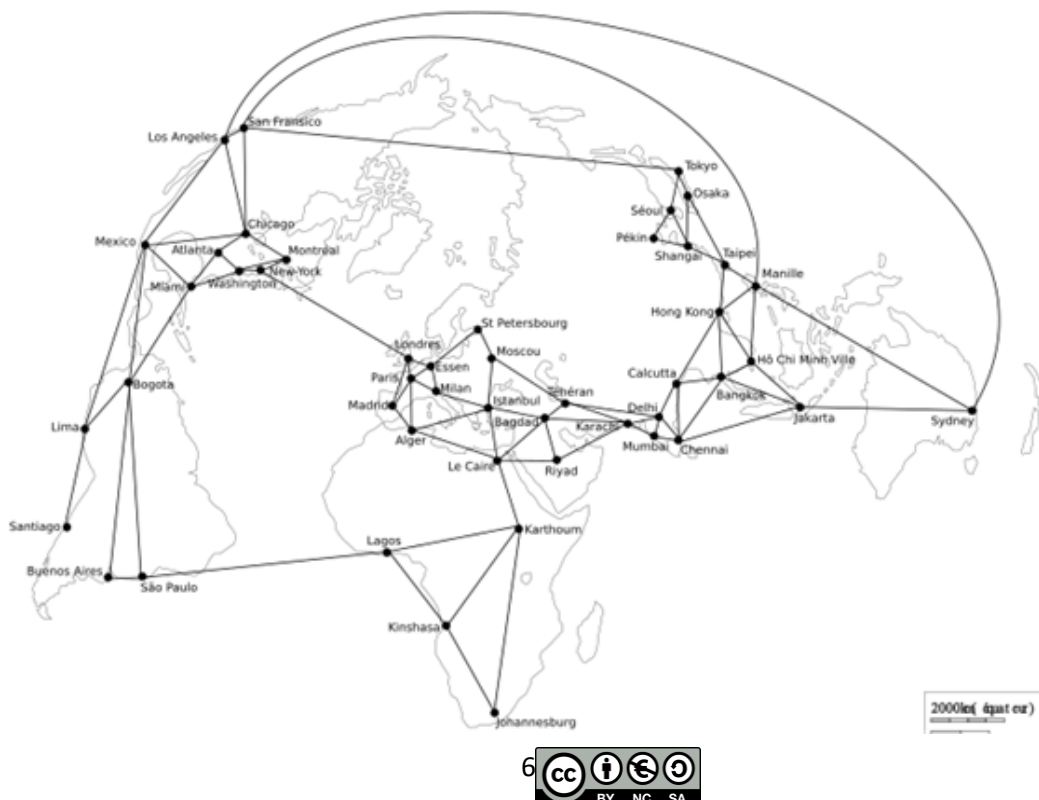 San Fransico
Los Angeles
Tokyo
Osaka
Séoul
Chicago
Mexico
Pékin
Atlanta
Montréal
Shangaï
Taipei
New-York
Manille
Miami
Washington
Hong Kong
St Petersbourg
Londres
Moscou
Hô Chi Minh Ville
Essen
Paris
Calcutta
Bogota
Milan
Téhéran
Bangkok
Madrid
Istanbul
Delhi
Bagdad
Jakarta
Sydney
Lima
Karachi
Alger
Mumbai
Chennai
Le Caire
Riyad
Santiago
Karthoum
Lagos
Buenos Aires
São Paulo
Kinshasa
Johannesburg
6
cc
BY NC SA